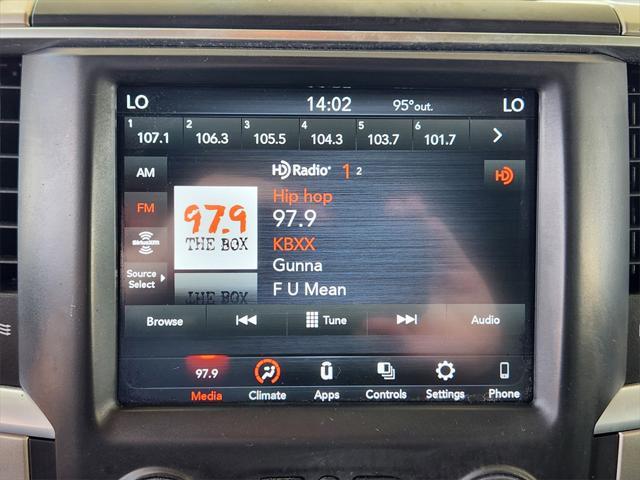 LO 14:02 95° out. LO
1 107.1 2 106.3 3 105.5 4 104.3 5 103.7 6 101.7
AM
HD Radio 1 2
HD
FM
97.9
THE BOX
Hip hop
97.9
KBXX
SiriusXM
Gunna
Source
Select
F U Mean
THE BOX
Browse Tune Audio
97.9
Media Climate Apps Controls Settings Phone